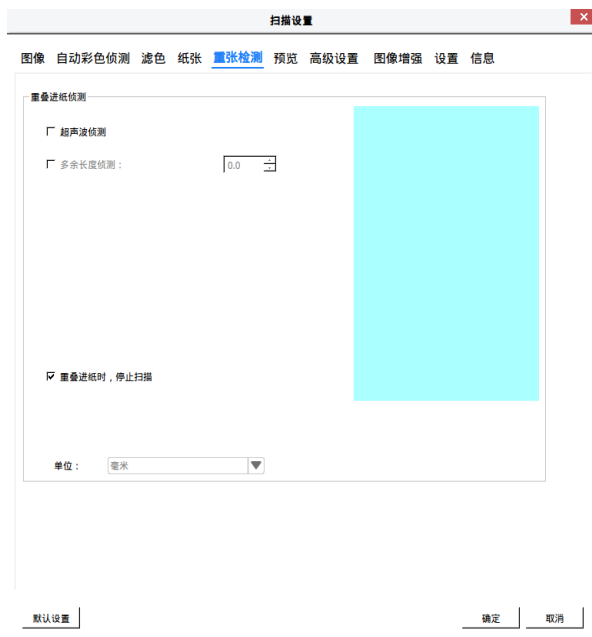 扫描设置
图像 自动彩色侦测 滤色 纸张 重张检测 预览 高级设置 图像增强 设置 信息
重叠进纸侦测
超声波侦测
多余长度侦测： 0.0
重叠进纸时，停止扫描
单位： 毫米
默认设置 确定 取消